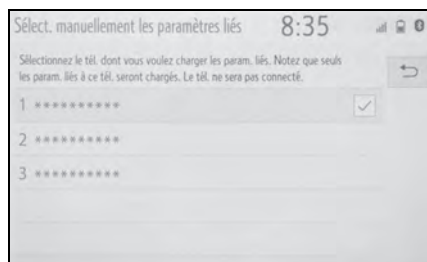 Sélect. manuellement les paramètres liés 8:35 0
Sélectionnez le tél. dont vous voulez charger les param. liés. Notez que seuls
les param. liés à ce tél. seront chargés. Le tél. ne sera pas connecté.
1 **********
2 **********
3 **********